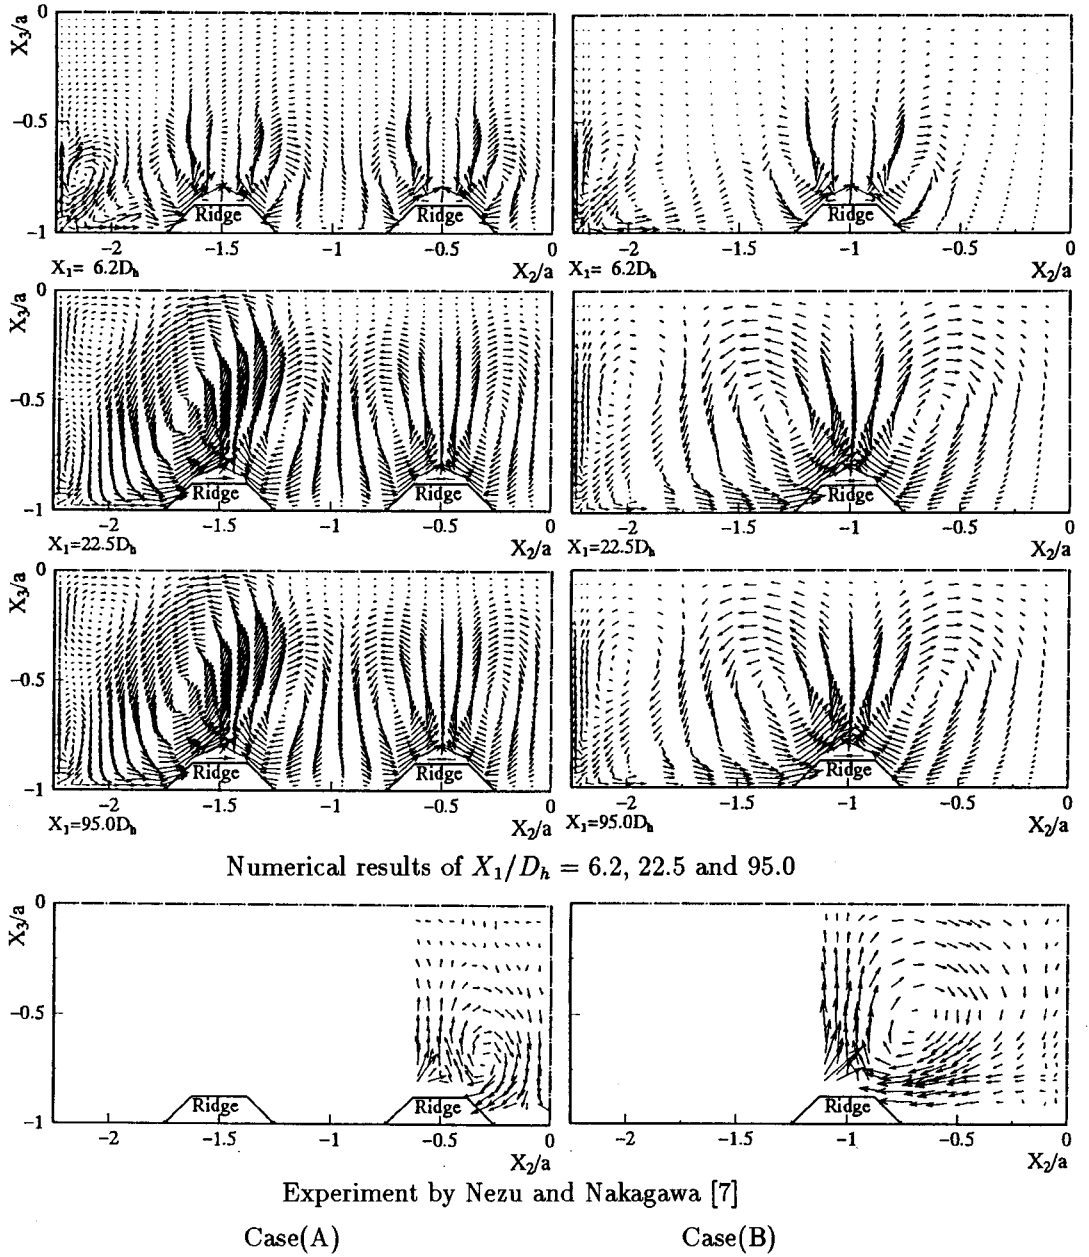 0 0
X₃/a
−0.5
Ridge Ridge Ridge
−1
−2 −1.5 −1 −0.5 0 −2 −1.5 −1 −0.5 0
X₁= 6.2Dₕ X₂/a X₁= 6.2Dₕ X₂/a
0
X₃/a
−0.5
Ridge Ridge Ridge
−1
−2 −1.5 −1 −0.5 0 −2 −1.5 −1 −0.5 0
X₁=22.5Dₕ X₂/a X₁=22.5Dₕ X₂/a
0
X₃/a
−0.5
Ridge Ridge Ridge
−1
−2 −1.5 −1 −0.5 0 −2 −1.5 −1 −0.5 0
X₁=95.0Dₕ X₂/a X₁=95.0Dₕ X₂/a
Numerical results of X₁/Dₕ = 6.2, 22.5 and 95.0
0
X₃/a
−0.5
Ridge Ridge Ridge
−1
−2 −1.5 −1 −0.5 0 −2 −1.5 −1 −0.5 0
X₂/a X₂/a
Experiment by Nezu and Nakagawa [7]
Case(A) Case(B)